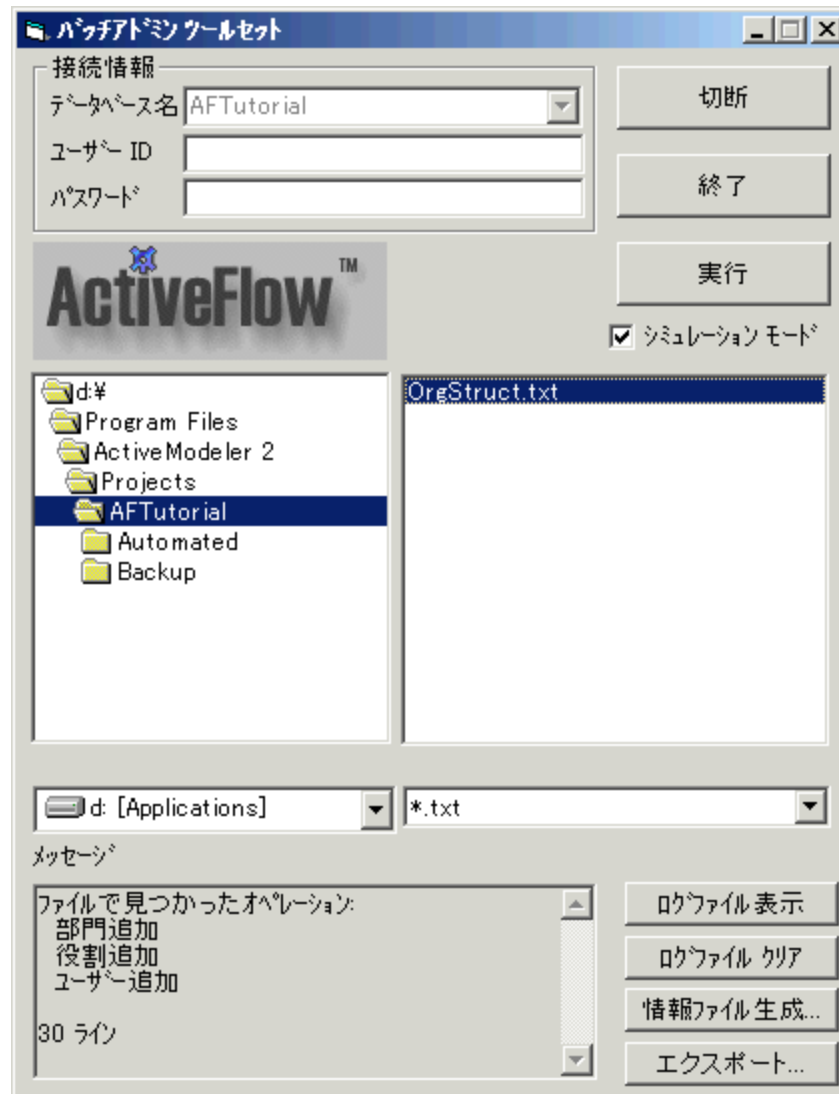 バッチアドミン ツールセット
接続情報
データベース名 AFTutorial
ユーザー ID
パスワード
切断
終了
実行
ActiveFlow™
シミュレーション モード
d:¥
Program Files
ActiveModeler 2
Projects
AFTutorial
Automated
Backup
OrgStruct.txt
d: [Applications]
*.txt
メッセージ
ファイルで見つかったオペレーション:
部門追加
役割追加
ユーザー追加
30 ライン
ログファイル表示
ログファイル クリア
情報ファイル生成...
エクスポート...